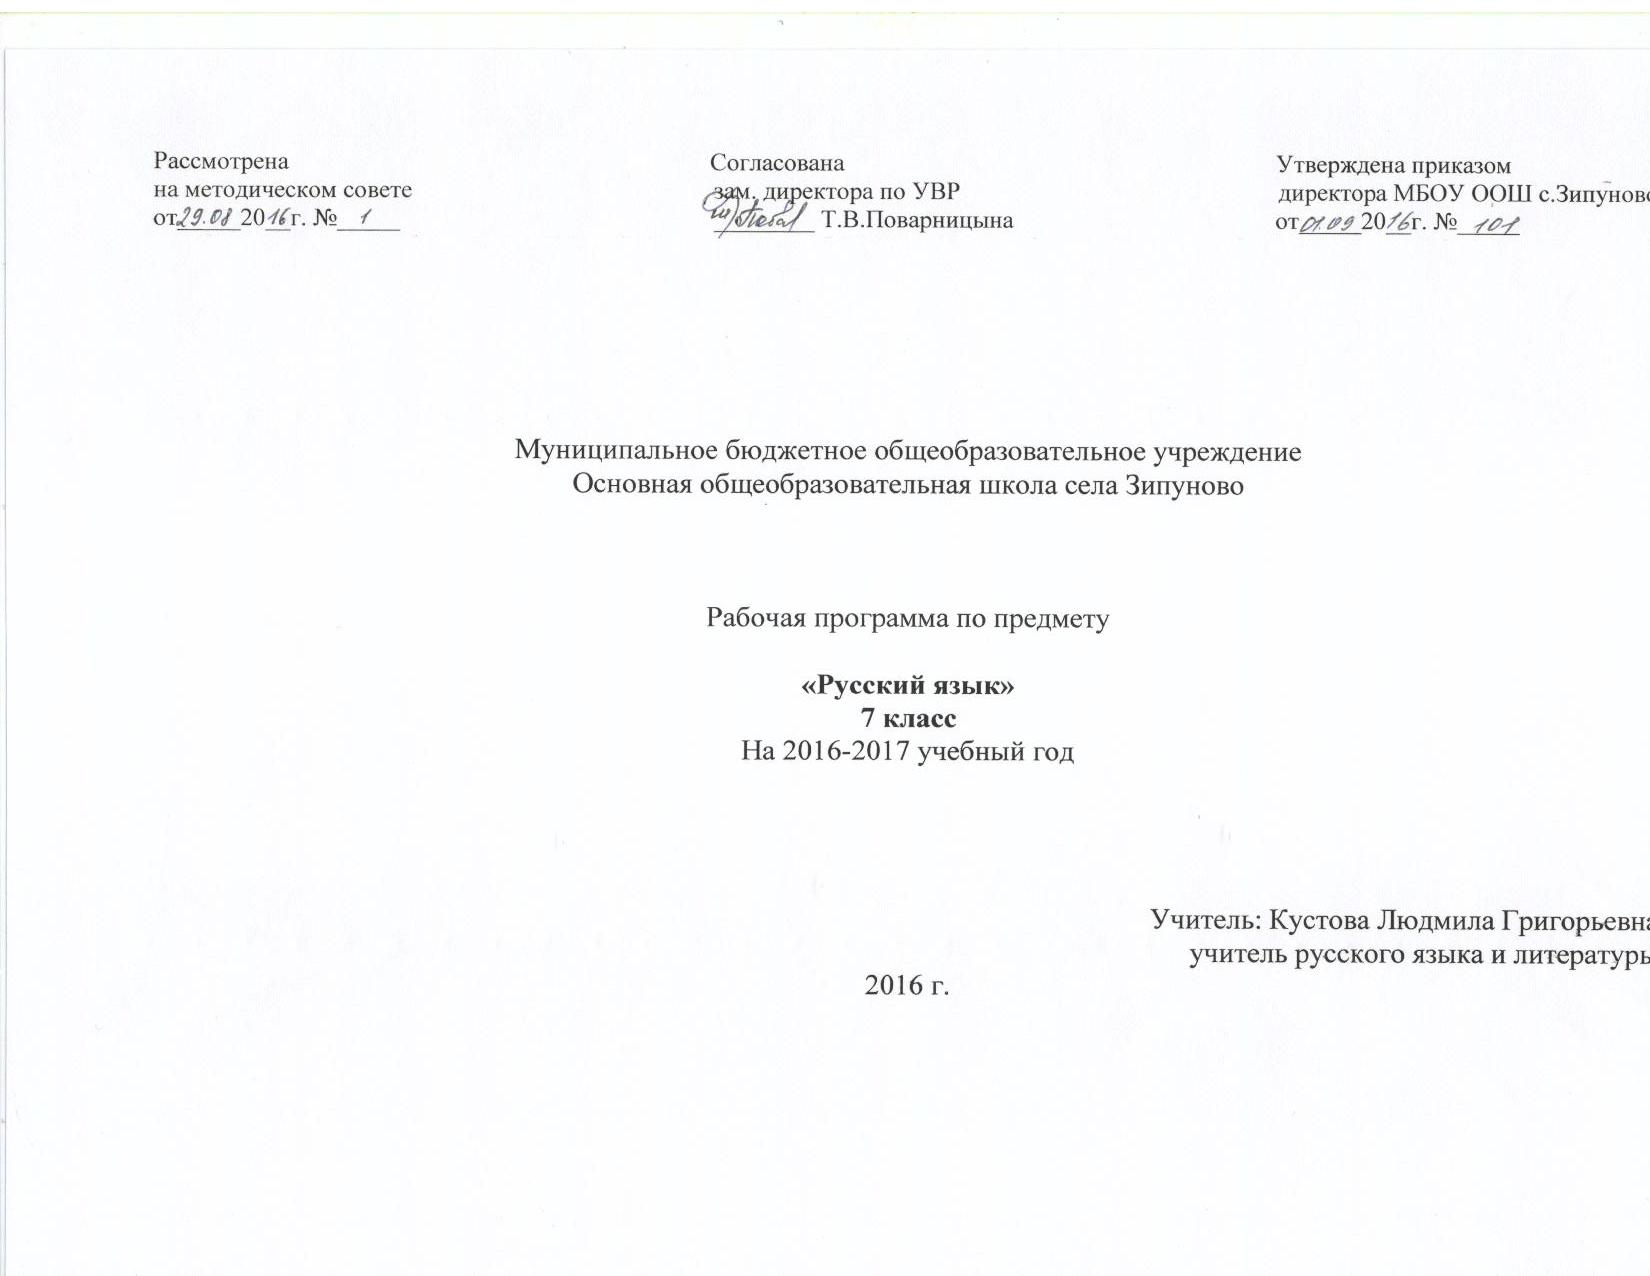 Рассмотрена
на методическом совете
от 29.08 2016 г. № 1
Согласована
зам. директора по УВР
Т.В.Поварницына
Утверждена приказом
директора МБОУ ООШ с.Зипуново
от 01.09 2016 г. № 101
Муниципальное бюджетное общеобразовательное учреждение
Основная общеобразовательная школа села Зипуново
Рабочая программа по предмету
«Русский язык»
7 класс
На 2016-2017 учебный год
Учитель: Кустова Людмила Григорьевна
учитель русского языка и литературы
2016 г.